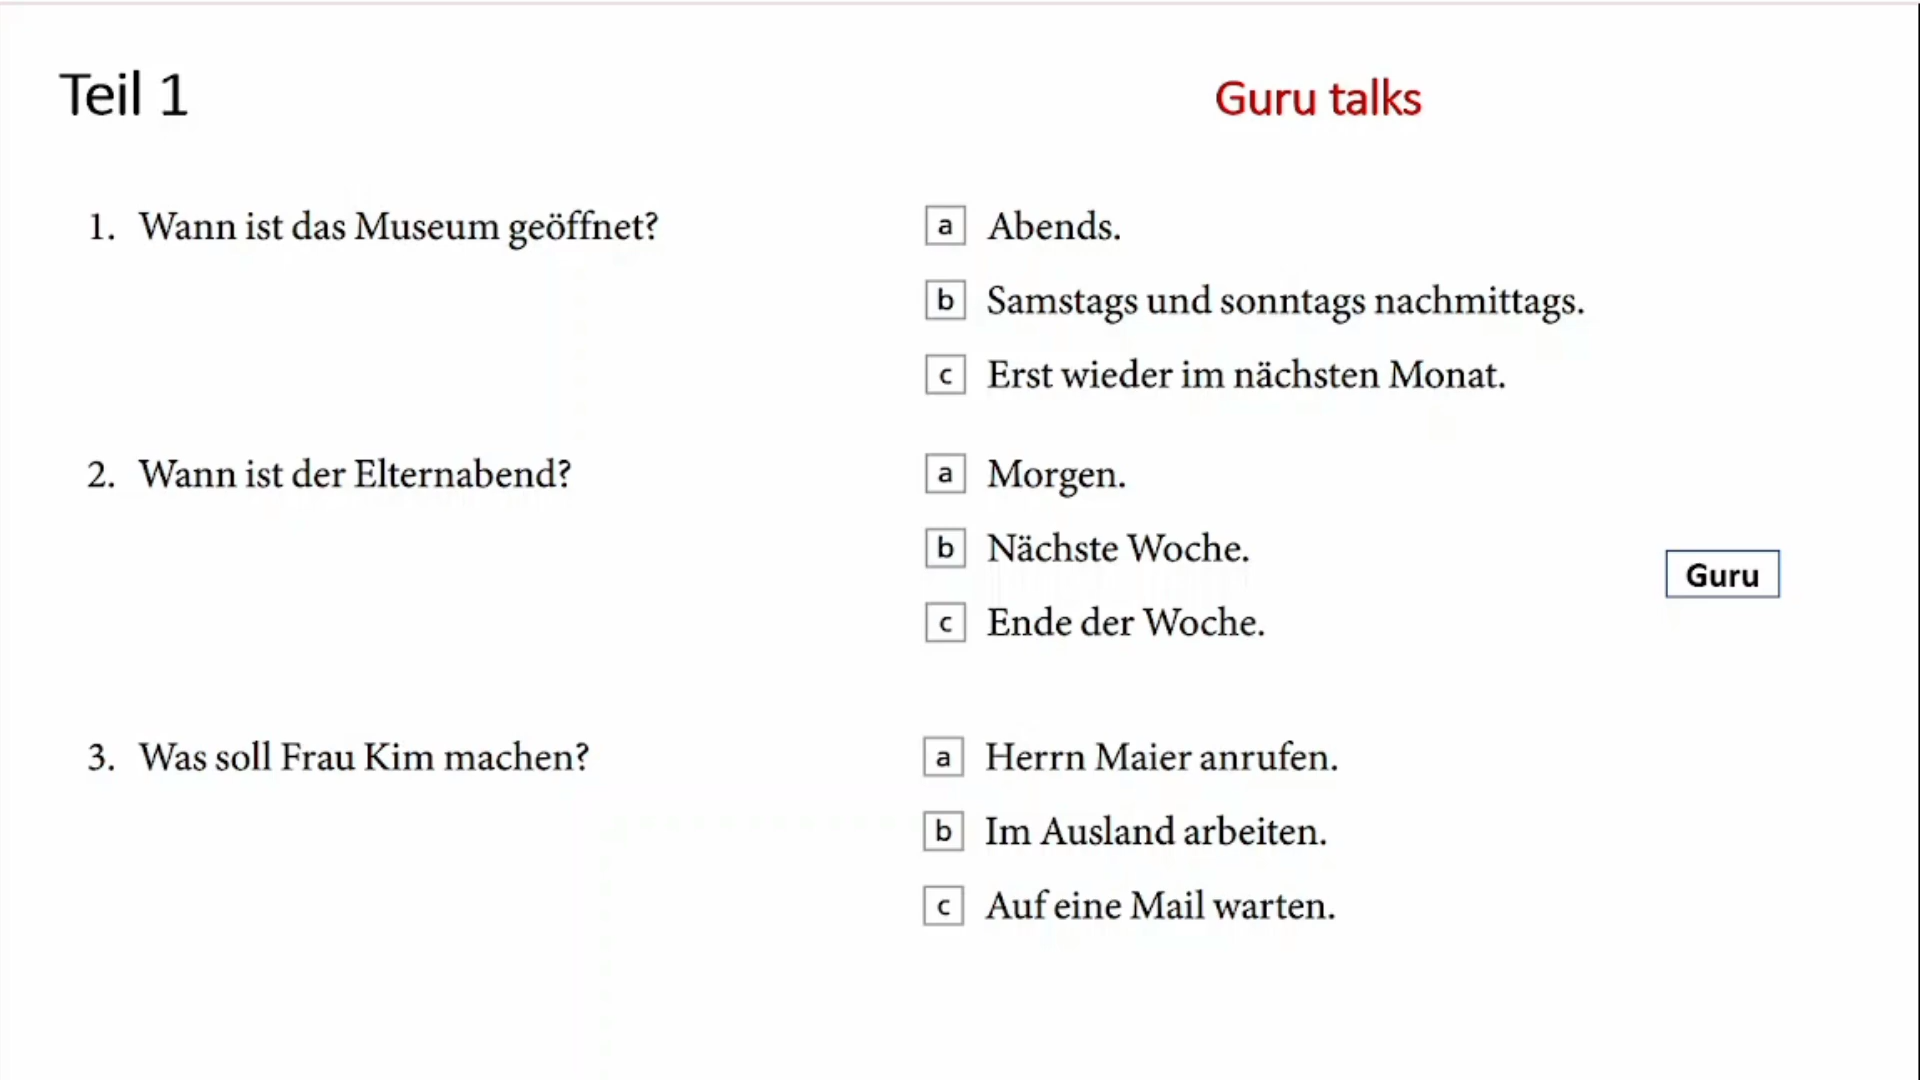 Teil 1
Guru talks
1. Wann ist das Museum geöffnet?
a Abends.
b Samstags und sonntags nachmittags.
c Erst wieder im nächsten Monat.
2. Wann ist der Elternabend?
a Morgen.
b Nächste Woche.
Guru
c Ende der Woche.
3. Was soll Frau Kim machen?
a Herrn Maier anrufen.
b Im Ausland arbeiten.
c Auf eine Mail warten.